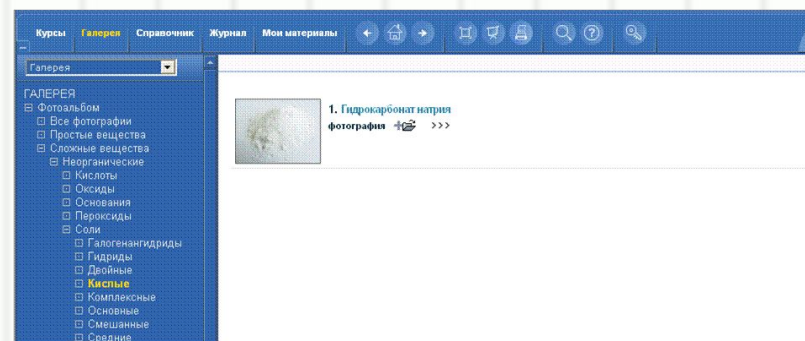 Курсы Галерея Справочник Журнал Мои материалы
Галерея
ГАЛЕРЕЯ
Фотоальбом
Все фотографии
Простые вещества
Сложные вещества
Неорганические
Кислоты
Оксиды
Основания
Пероксиды
Соли
Галогенангидриды
Гидриды
Двойные
Кислые
Комплексные
Основные
Смешанные
Средние
1. Гидрокарбонат натрия
фотография >>>